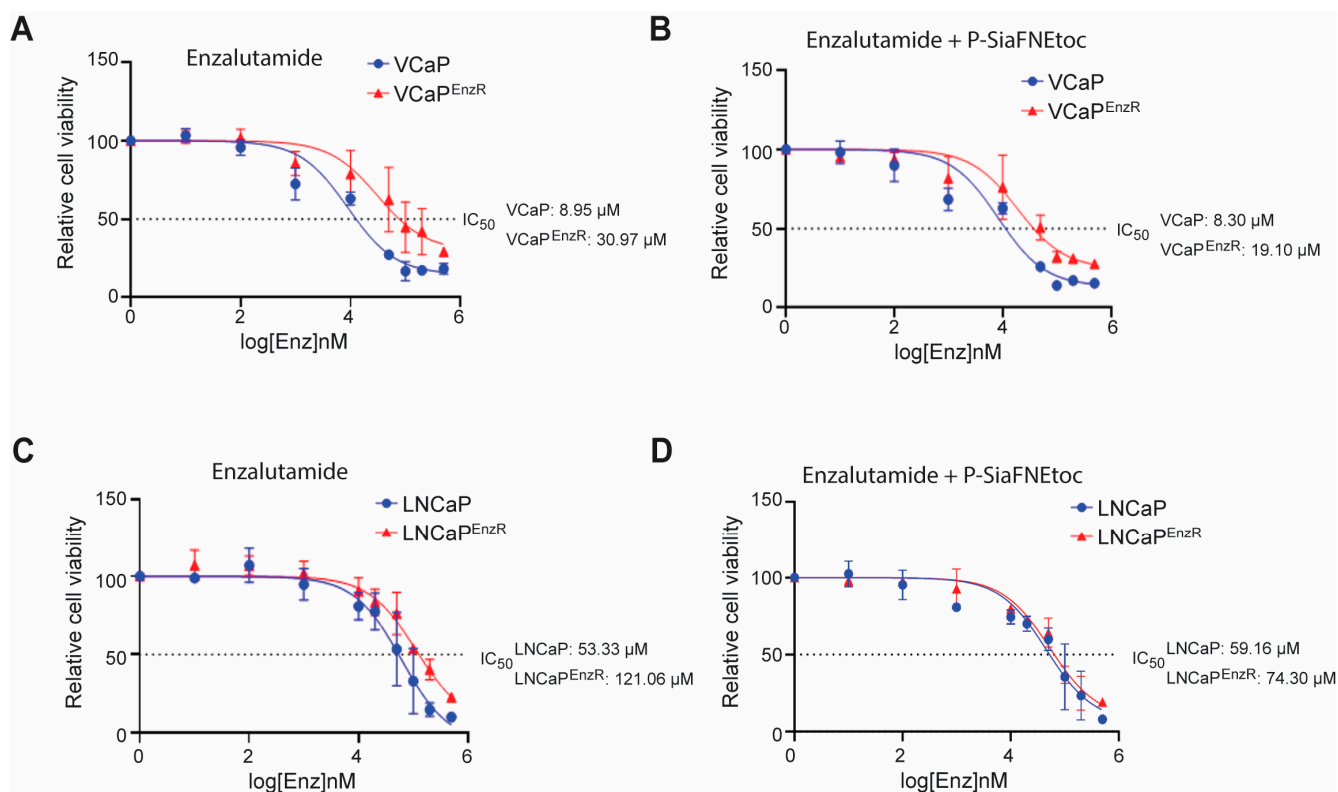 A
Enzalutamide
VCaP
VCaP^EnzR
Relative cell viability
150
100
50
0
0
2
4
6
log[Enz]nM
IC50
VCaP: 8.95 µM
VCaP^EnzR: 30.97 µM
B
Enzalutamide + P-SiaFNEtoc
VCaP
VCaP^EnzR
Relative cell viability
150
100
50
0
0
2
4
6
log[Enz]nM
IC50
VCaP: 8.30 µM
VCaP^EnzR: 19.10 µM
C
Enzalutamide
LNCaP
LNCaP^EnzR
Relative cell viability
150
100
50
0
0
2
4
6
log[Enz]nM
IC50
LNCaP: 53.33 µM
LNCaP^EnzR: 121.06 µM
D
Enzalutamide + P-SiaFNEtoc
LNCaP
LNCaP^EnzR
Relative cell viability
150
100
50
0
0
2
4
6
log[Enz]nM
IC50
LNCaP: 59.16 µM
LNCaP^EnzR: 74.30 µM